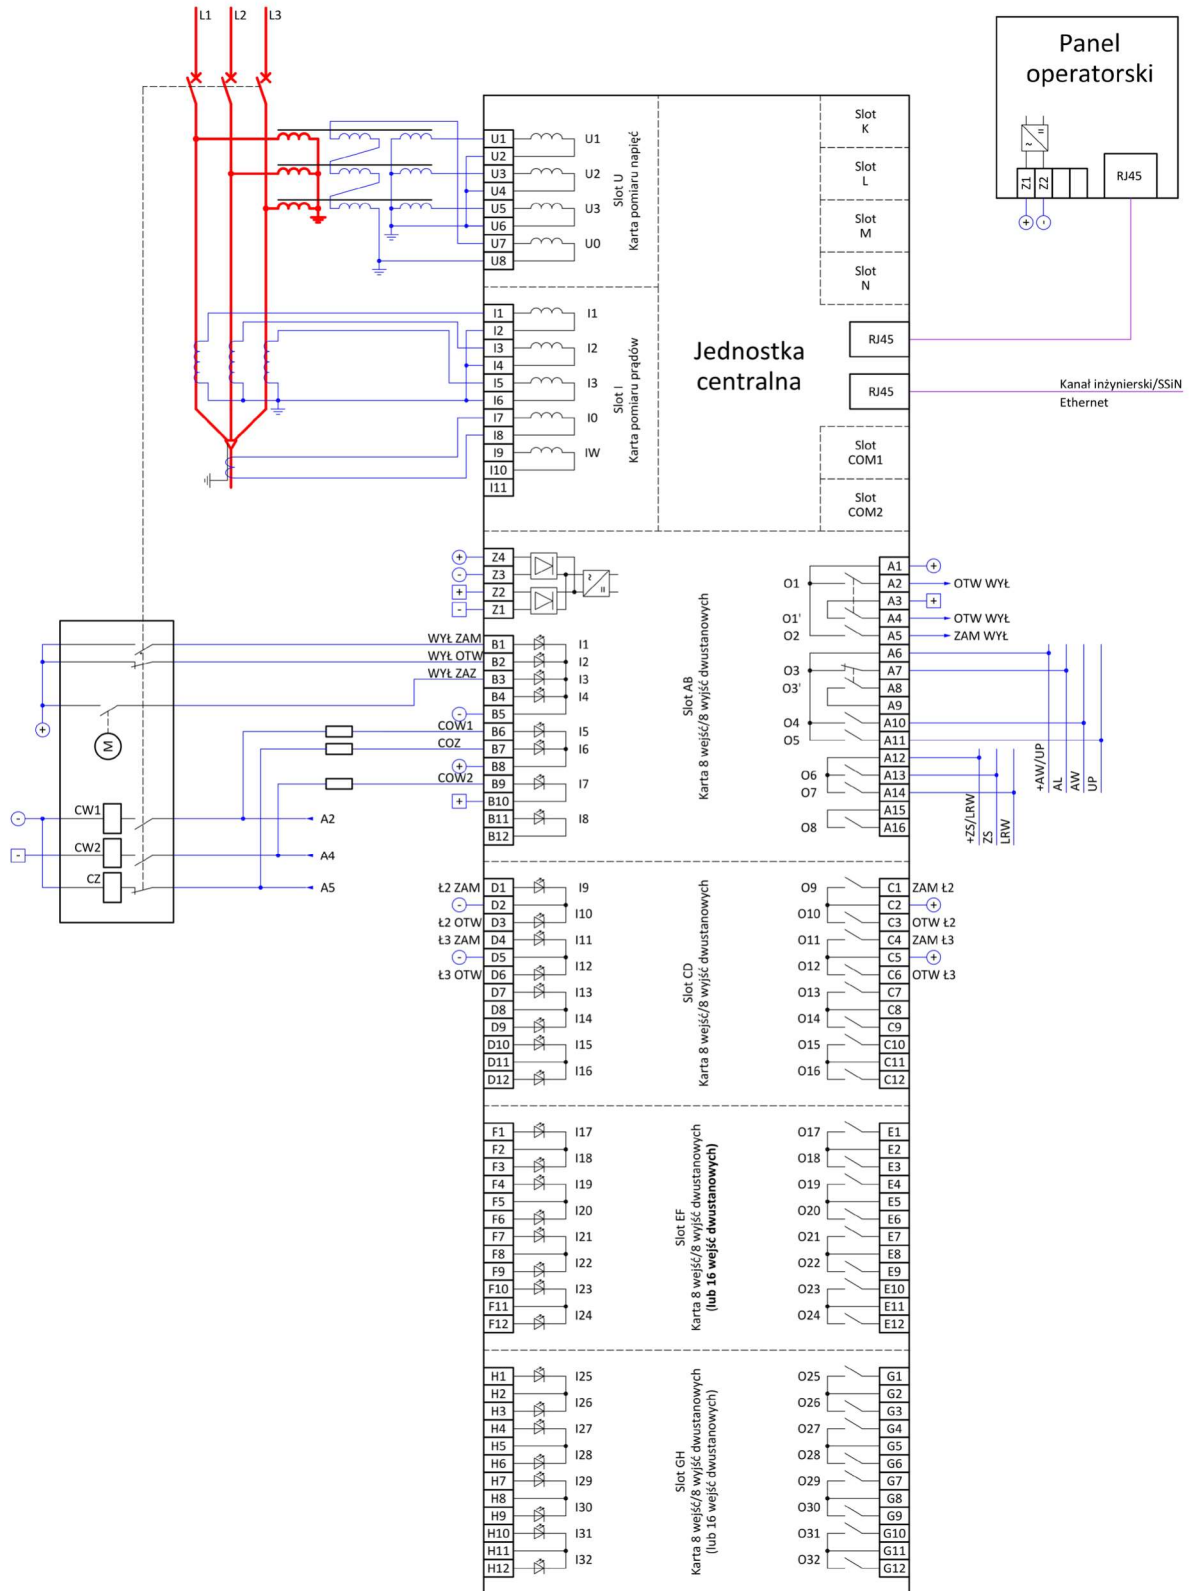 L1
L2
L3
Panel
operatorski
Z1
Z2
RJ45
U1
U2
U3
U4
U5
U6
U7
U8
U1
U2
U3
U0
Slot U
Karta pomiaru napięć
Slot
K
Slot
L
Slot
M
Slot
N
I1
I2
I3
I4
I5
I6
I7
I8
I9
I10
I11
I1
I2
I3
I0
IW
Slot I
Karta pomiaru prądów
Jednostka
centralna
RJ45
RJ45
Kanał inżynierski/SSiN
Ethernet
Slot
COM1
Slot
COM2
Z4
Z3
Z2
Z1
WYŁ ZAM
WYŁ OTW
WYŁ ZAZ
COW1
COZ
COW2
B1
B2
B3
B4
B5
B6
B7
B8
B9
B10
B11
B12
I1
I2
I3
I4
I5
I6
I7
I8
M
CW1
CW2
CZ
A2
A4
A5
Slot AB
Karta 8 wejść/8 wyjść dwustanowych
O1
O1'
O2
O3
O3'
O4
O5
O6
O7
O8
A1
A2
A3
A4
A5
A6
A7
A8
A9
A10
A11
A12
A13
A14
A15
A16
OTW WYŁ
OTW WYŁ
ZAM WYŁ
+AW/UP
AL
AW
UP
+ZS/LRW
ZS
LRW
Ł2 ZAM
Ł2 OTW
Ł3 ZAM
Ł3 OTW
D1
D2
D3
D4
D5
D6
D7
D8
D9
D10
D11
D12
I9
I10
I11
I12
I13
I14
I15
I16
Slot CD
Karta 8 wejść/8 wyjść dwustanowych
O9
O10
O11
O12
O13
O14
O15
O16
C1
C2
C3
C4
C5
C6
C7
C8
C9
C10
C11
C12
ZAM Ł2
OTW Ł2
ZAM Ł3
OTW Ł3
F1
F2
F3
F4
F5
F6
F7
F8
F9
F10
F11
F12
I17
I18
I19
I20
I21
I22
I23
I24
Slot EF
Karta 8 wejść/8 wyjść dwustanowych
(lub 16 wejść dwustanowych)
O17
O18
O19
O20
O21
O22
O23
O24
E1
E2
E3
E4
E5
E6
E7
E8
E9
E10
E11
E12
H1
H2
H3
H4
H5
H6
H7
H8
H9
H10
H11
H12
I25
I26
I27
I28
I29
I30
I31
I32
Slot GH
Karta 8 wejść/8 wyjść dwustanowych
(lub 16 wejść dwustanowych)
O25
O26
O27
O28
O29
O30
O31
O32
G1
G2
G3
G4
G5
G6
G7
G8
G9
G10
G11
G12